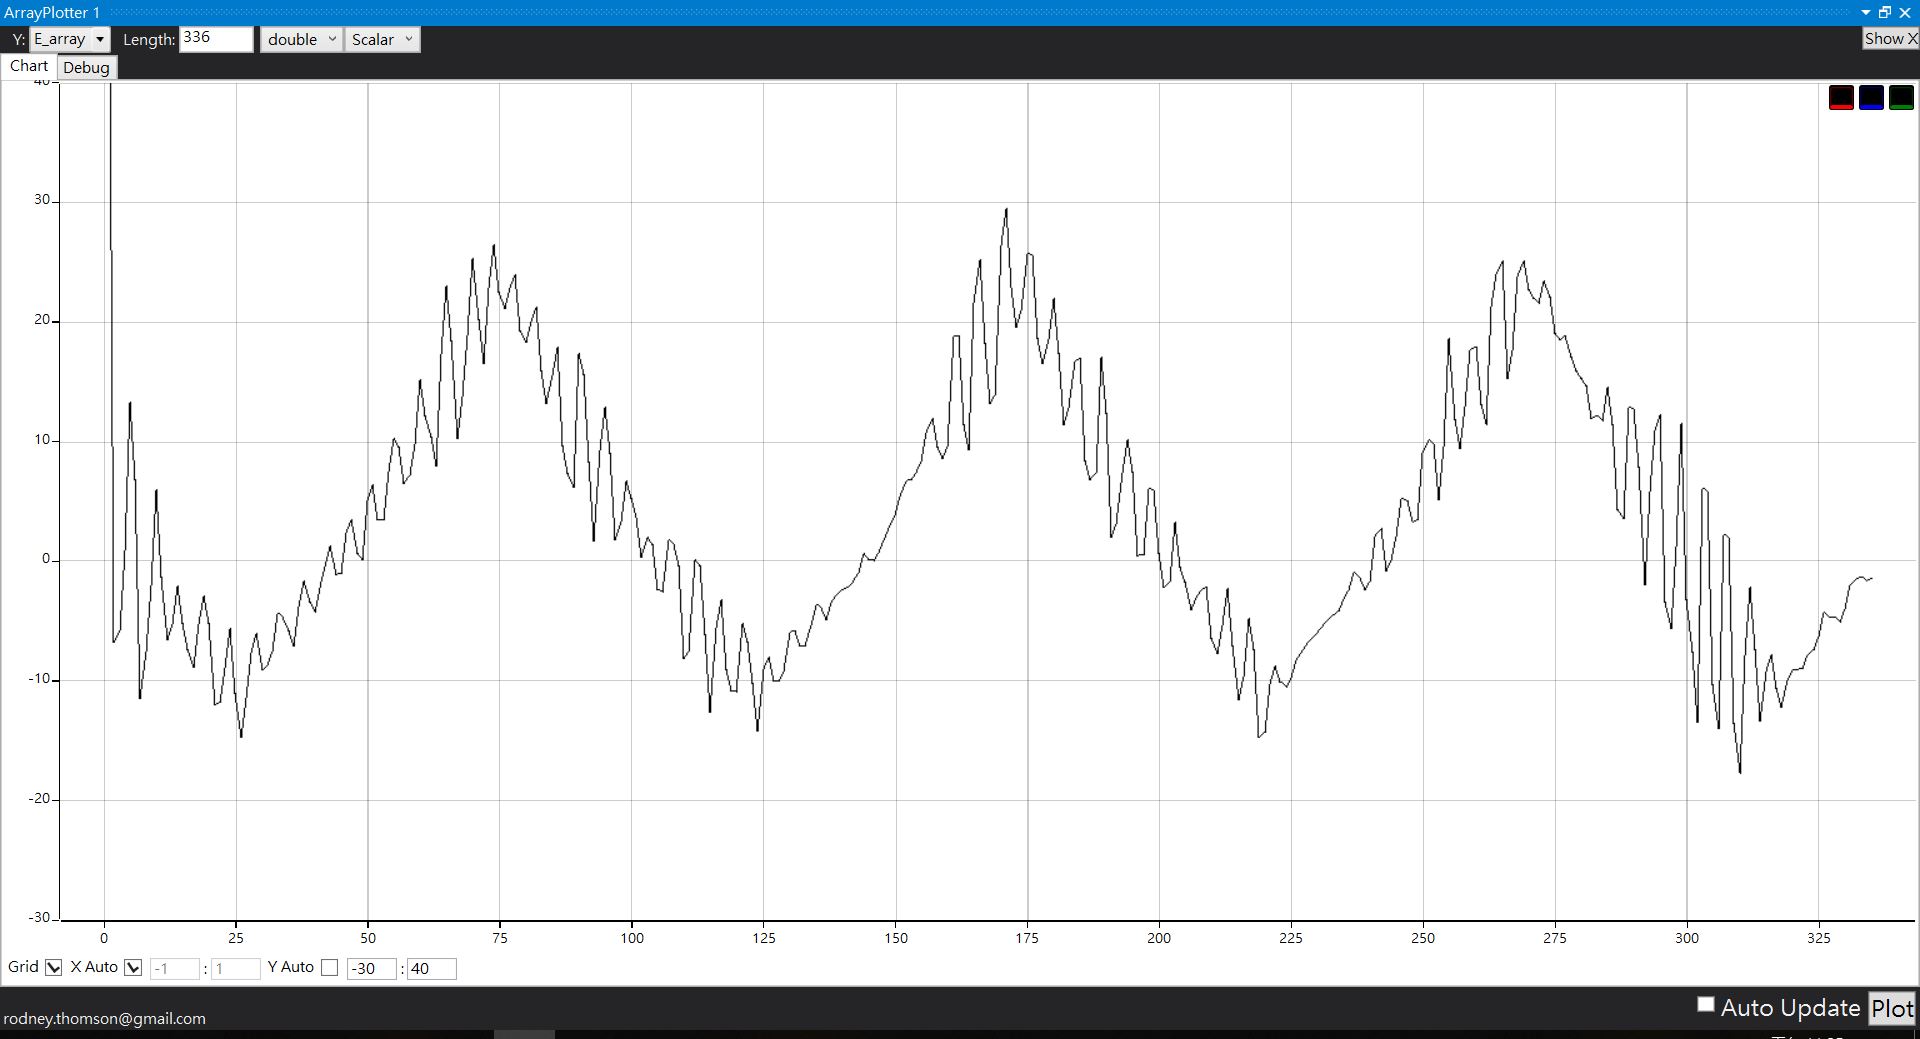 ArrayPlotter 1
Y: E_array Length: 336 double Scalar Show X
Chart Debug
40
30
20
10
0
-10
-20
-30
0 25 50 75 100 125 150 175 200 225 250 275 300 325
Grid X Auto -1 : 1 Y Auto -30 : 40
Auto Update Plot
rodney.thomson@gmail.com